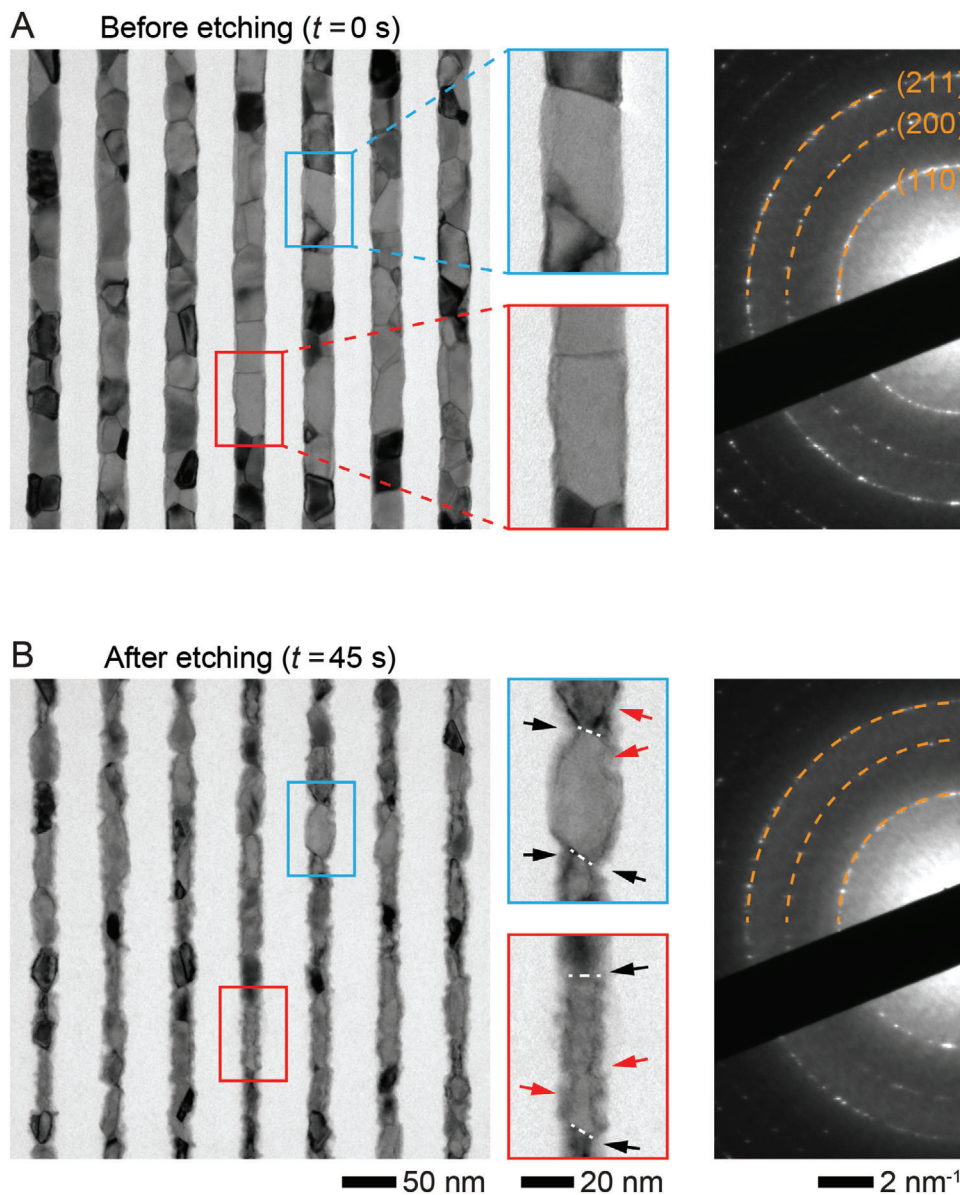 A Before etching (t = 0 s)
(211)
(200)
(110)
B After etching (t = 45 s)
50 nm
20 nm
2 nm⁻¹